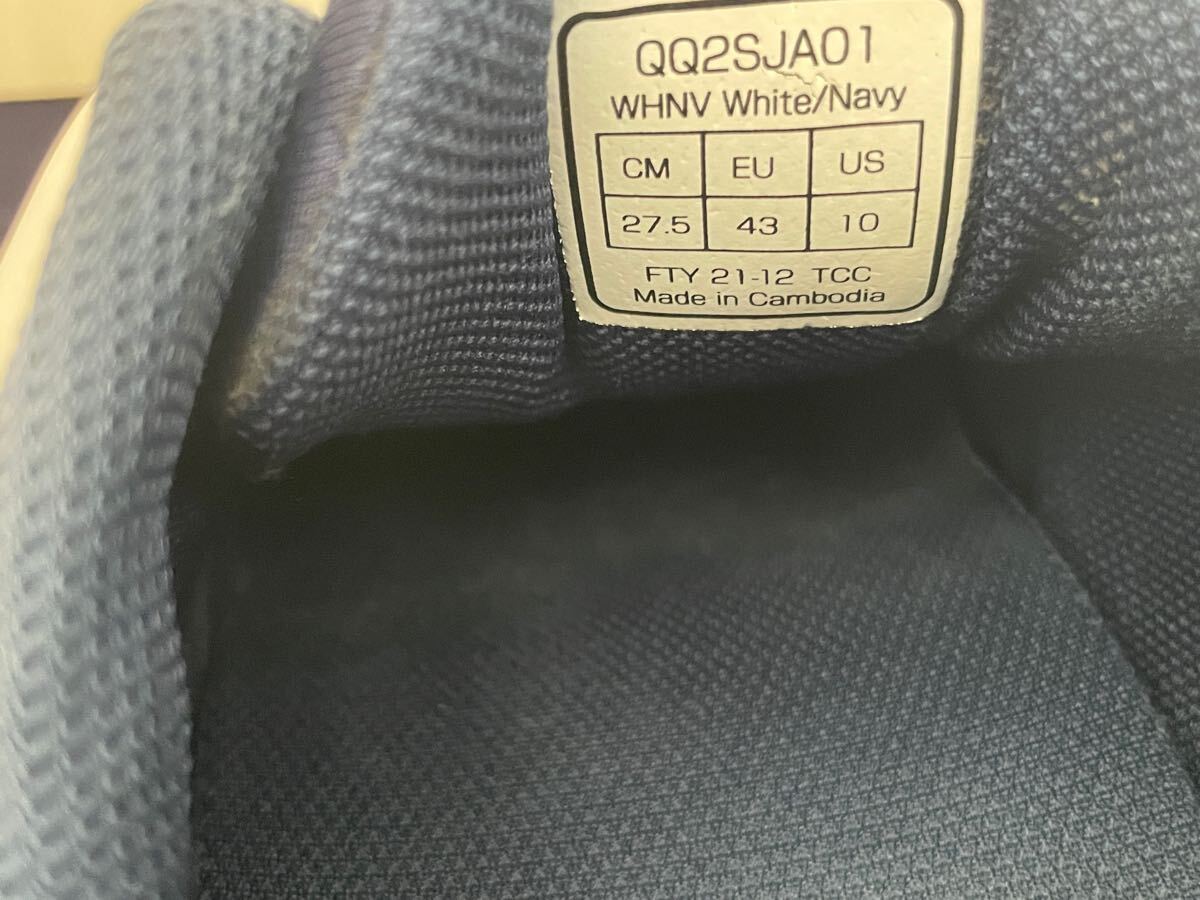 QQ2SJA01
WHNV White/Navy
CM EU US
27.5 43 10
FTY 21-12 TCC
Made in Cambodia